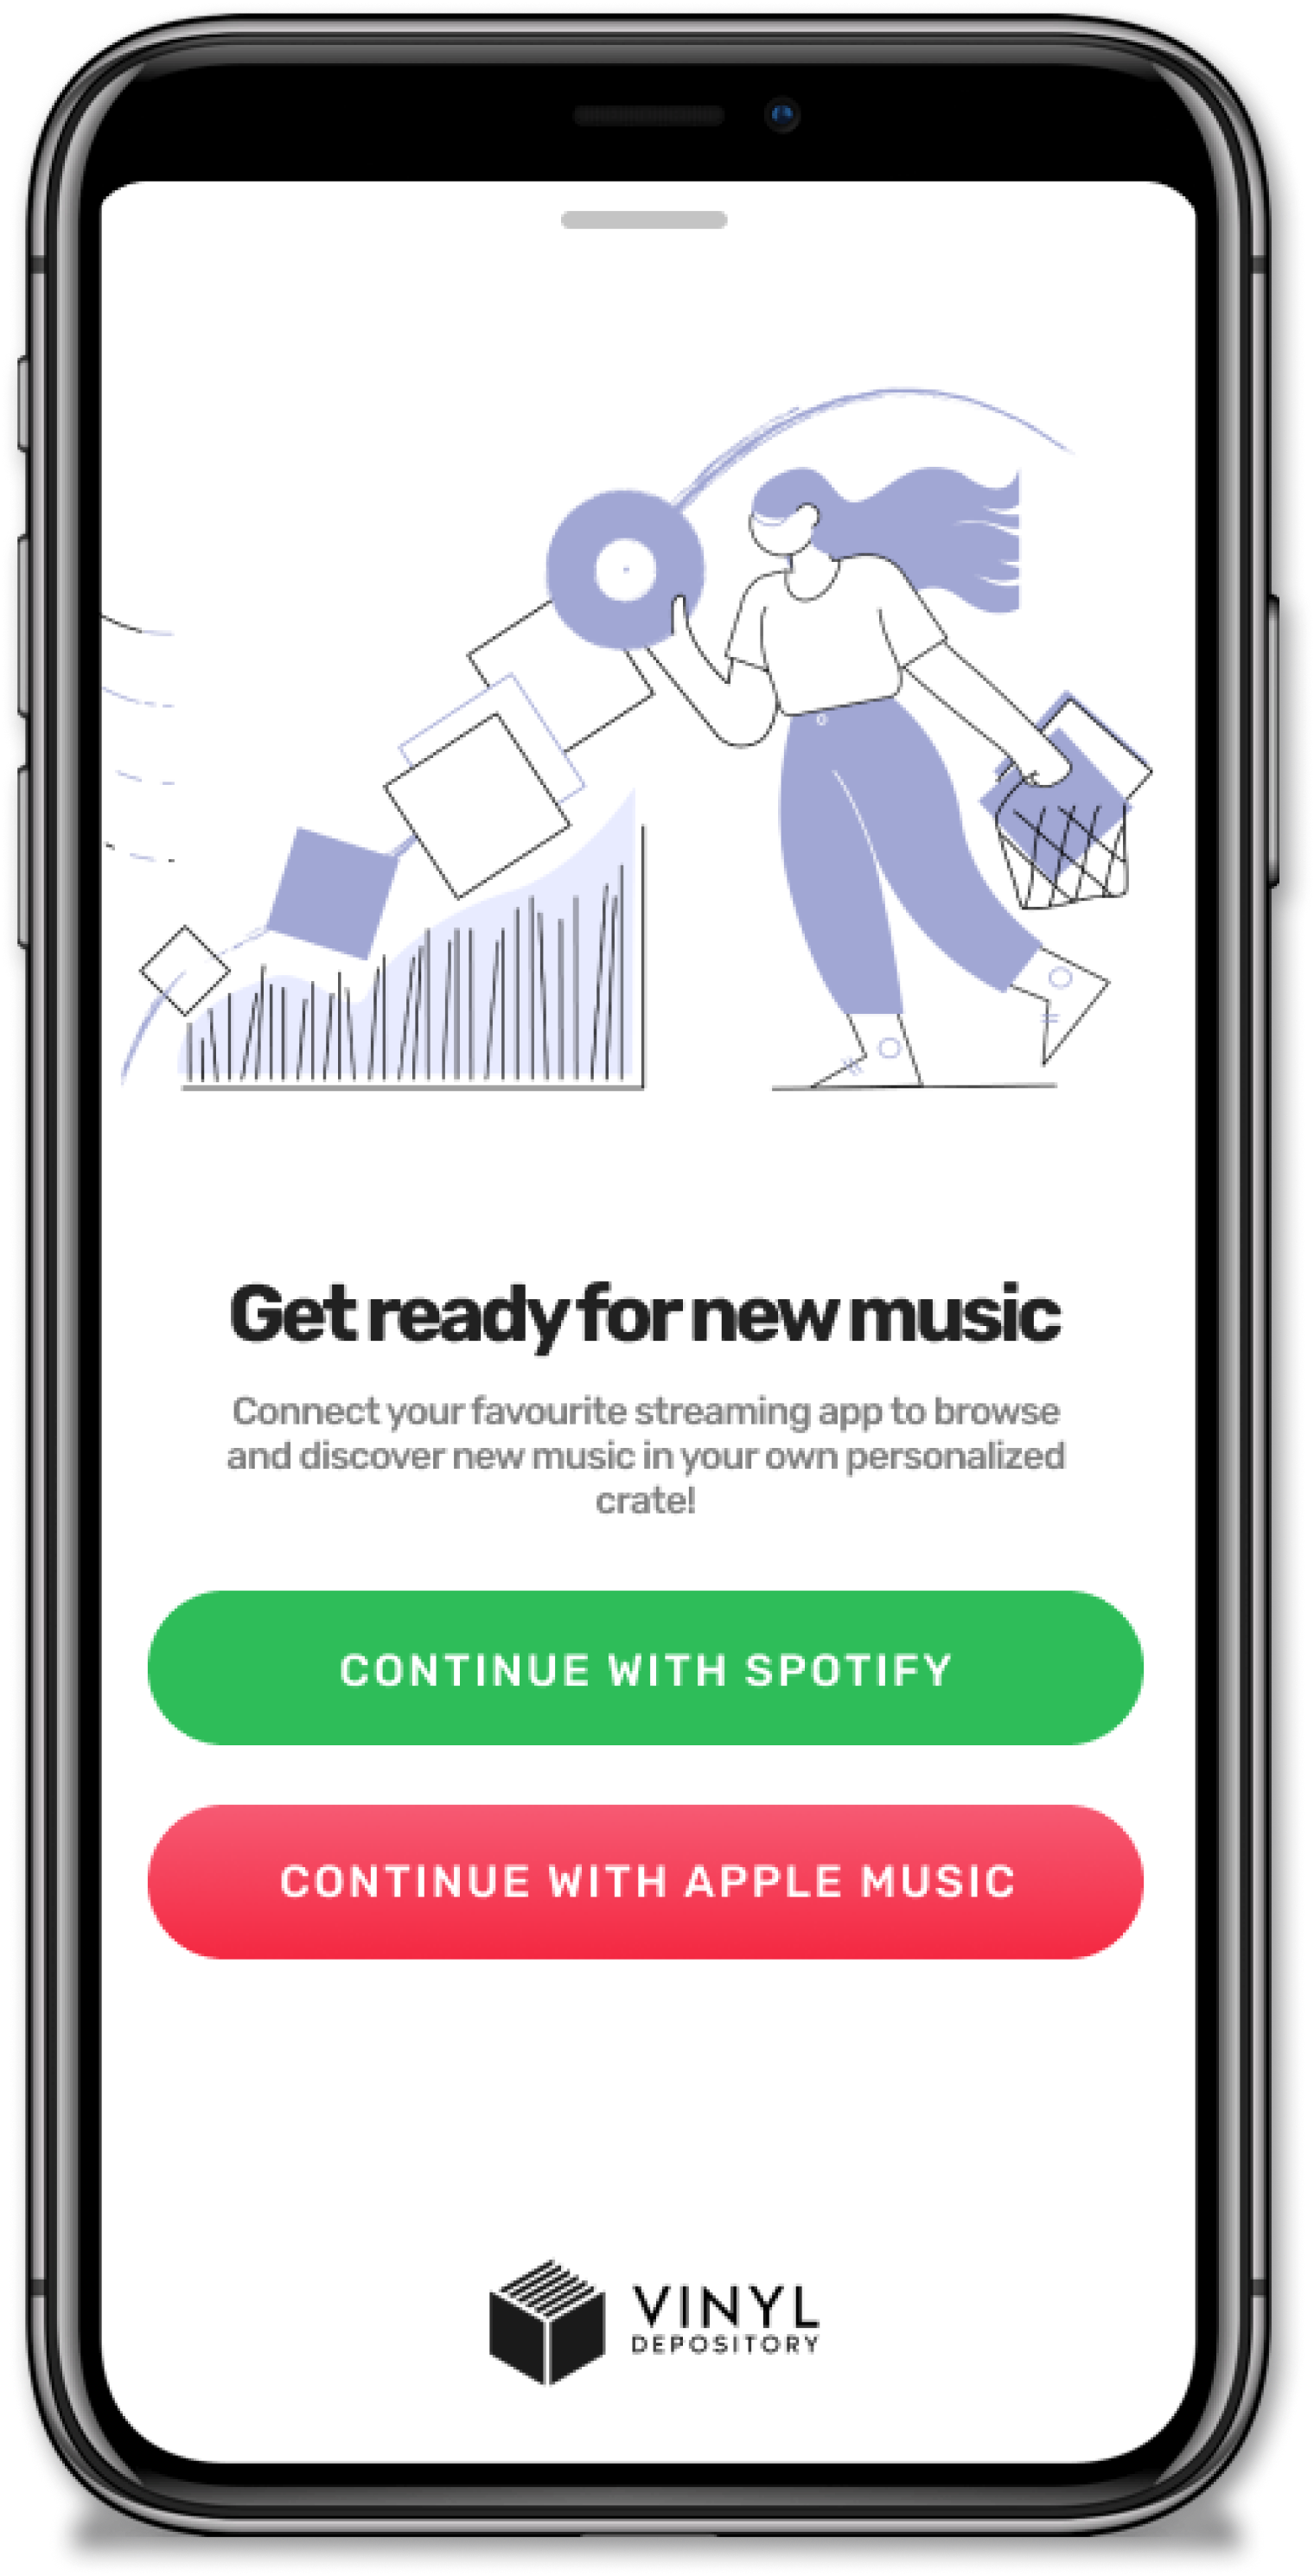 Get ready for new music
Connect your favourite streaming app to browse
and discover new music in your own personalized
crate!
CONTINUE WITH SPOTIFY
CONTINUE WITH APPLE MUSIC
VINYL
DEPOSITORY